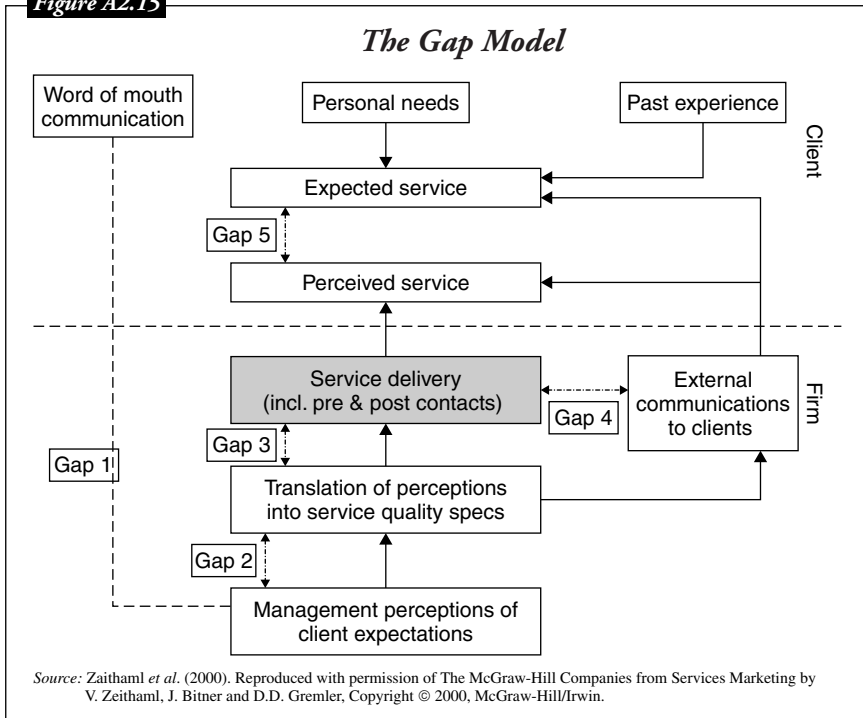 Figure A2.15
The Gap Model
Word of mouth
communication
Personal needs
Past experience
Client
Expected service
Gap 5
Perceived service
Service delivery
(incl. pre & post contacts)
External
communications
to clients
Firm
Gap 4
Gap 3
Gap 1
Translation of perceptions
into service quality specs
Gap 2
Management perceptions of
client expectations
Source: Zaithaml et al. (2000). Reproduced with permission of The McGraw-Hill Companies from Services Marketing by
V. Zeithaml, J. Bitner and D.D. Gremler, Copyright © 2000, McGraw-Hill/Irwin.